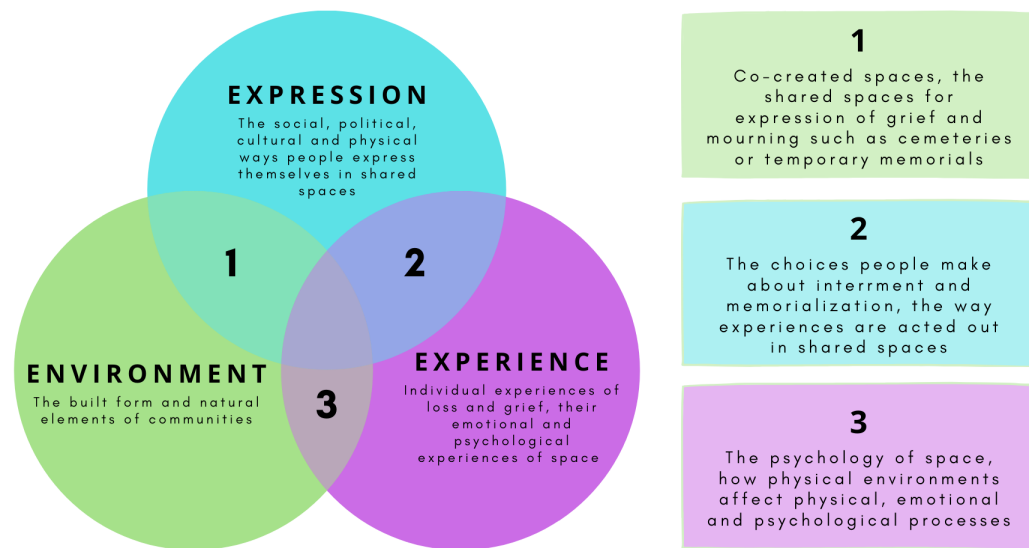 EXPRESSION
The social, political,
cultural and physical
ways people express
themselves in shared
spaces
1
2
ENVIRONMENT
The built form and natural
elements of communities
EXPERIENCE
Individual experiences of
loss and grief, their
emotional and
psychological
experiences of space
3
1
Co-created spaces, the
shared spaces for
expression of grief and
mourning such as cemeteries
or temporary memorials
2
The choices people make
about interrment and
memorialization, the way
experiences are acted out
in shared spaces
3
The psychology of space,
how physical environments
affect physical, emotional
and psychological processes